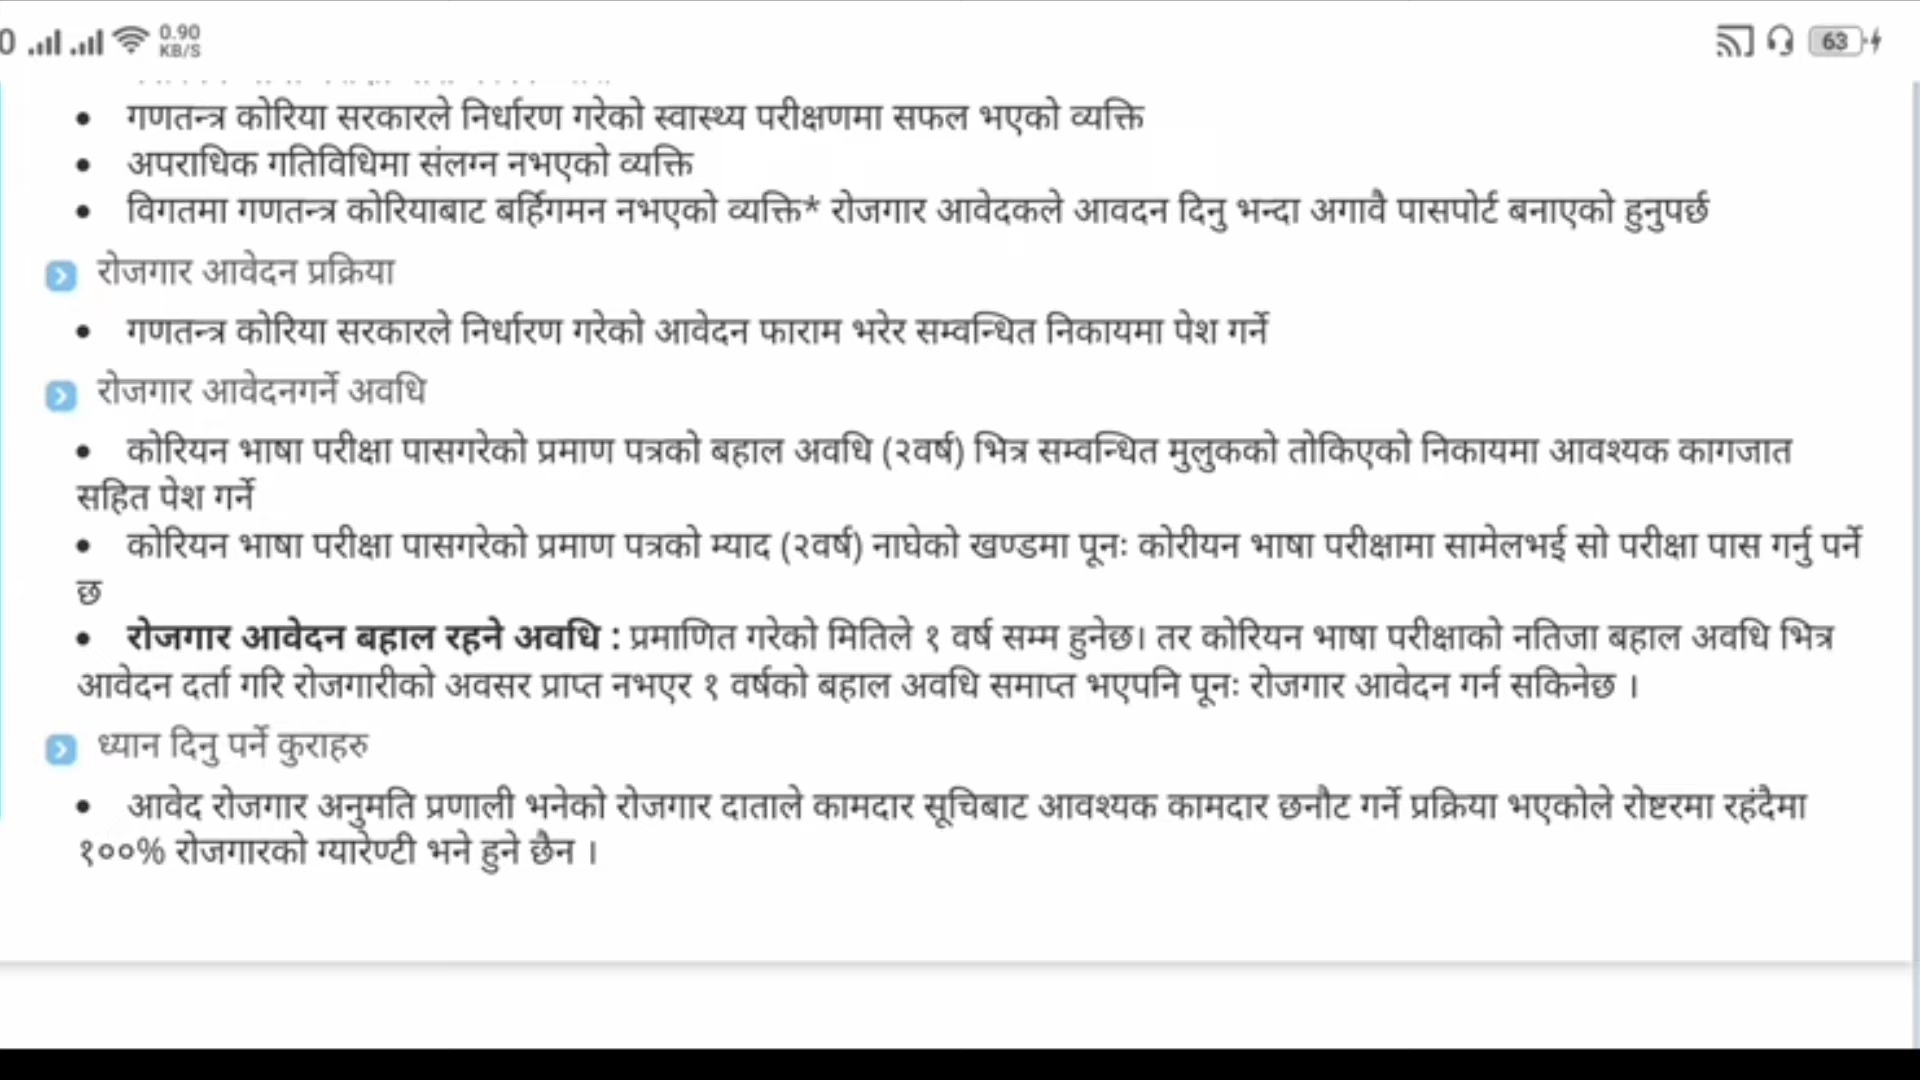 0 0.90 KB/S 63
• गणतन्त्र कोरिया सरकारले निर्धारण गरेको स्वास्थ्य परीक्षणमा सफल भएको व्यक्ति
• अपराधिक गतिविधिमा संलग्न नभएको व्यक्ति
• विगतमा गणतन्त्र कोरियाबाट बर्हिगमन नभएको व्यक्ति* रोजगार आवेदकले आवदन दिनु भन्दा अगावै पासपोर्ट बनाएको हुनुपर्छ
रोजगार आवेदन प्रक्रिया
• गणतन्त्र कोरिया सरकारले निर्धारण गरेको आवेदन फाराम भरेर सम्वन्धित निकायमा पेश गर्ने
रोजगार आवेदनगर्ने अवधि
• कोरियन भाषा परीक्षा पासगरेको प्रमाण पत्रको बहाल अवधि (२वर्ष) भित्र सम्वन्धित मुलुकको तोकिएको निकायमा आवश्यक कागजात
सहित पेश गर्ने
• कोरियन भाषा परीक्षा पासगरेको प्रमाण पत्रको म्याद (२वर्ष) नाघेको खण्डमा पूनः कोरीयन भाषा परीक्षामा सामेलभई सो परीक्षा पास गर्नु पर्ने
छ
• रोजगार आवेदन बहाल रहने अवधि : प्रमाणित गरेको मितिले १ वर्ष सम्म हुनेछ। तर कोरियन भाषा परीक्षाको नतिजा बहाल अवधि भित्र
आवेदन दर्ता गरि रोजगारीको अवसर प्राप्त नभएर १ वर्षको बहाल अवधि समाप्त भएपनि पूनः रोजगार आवेदन गर्न सकिनेछ ।
ध्यान दिनु पर्ने कुराहरु
• आवेद रोजगार अनुमति प्रणाली भनेको रोजगार दाताले कामदार सूचिबाट आवश्यक कामदार छनौट गर्ने प्रक्रिया भएकोले रोष्टरमा रहंदैमा
१००% रोजगारको ग्यारेण्टी भने हुने छैन ।